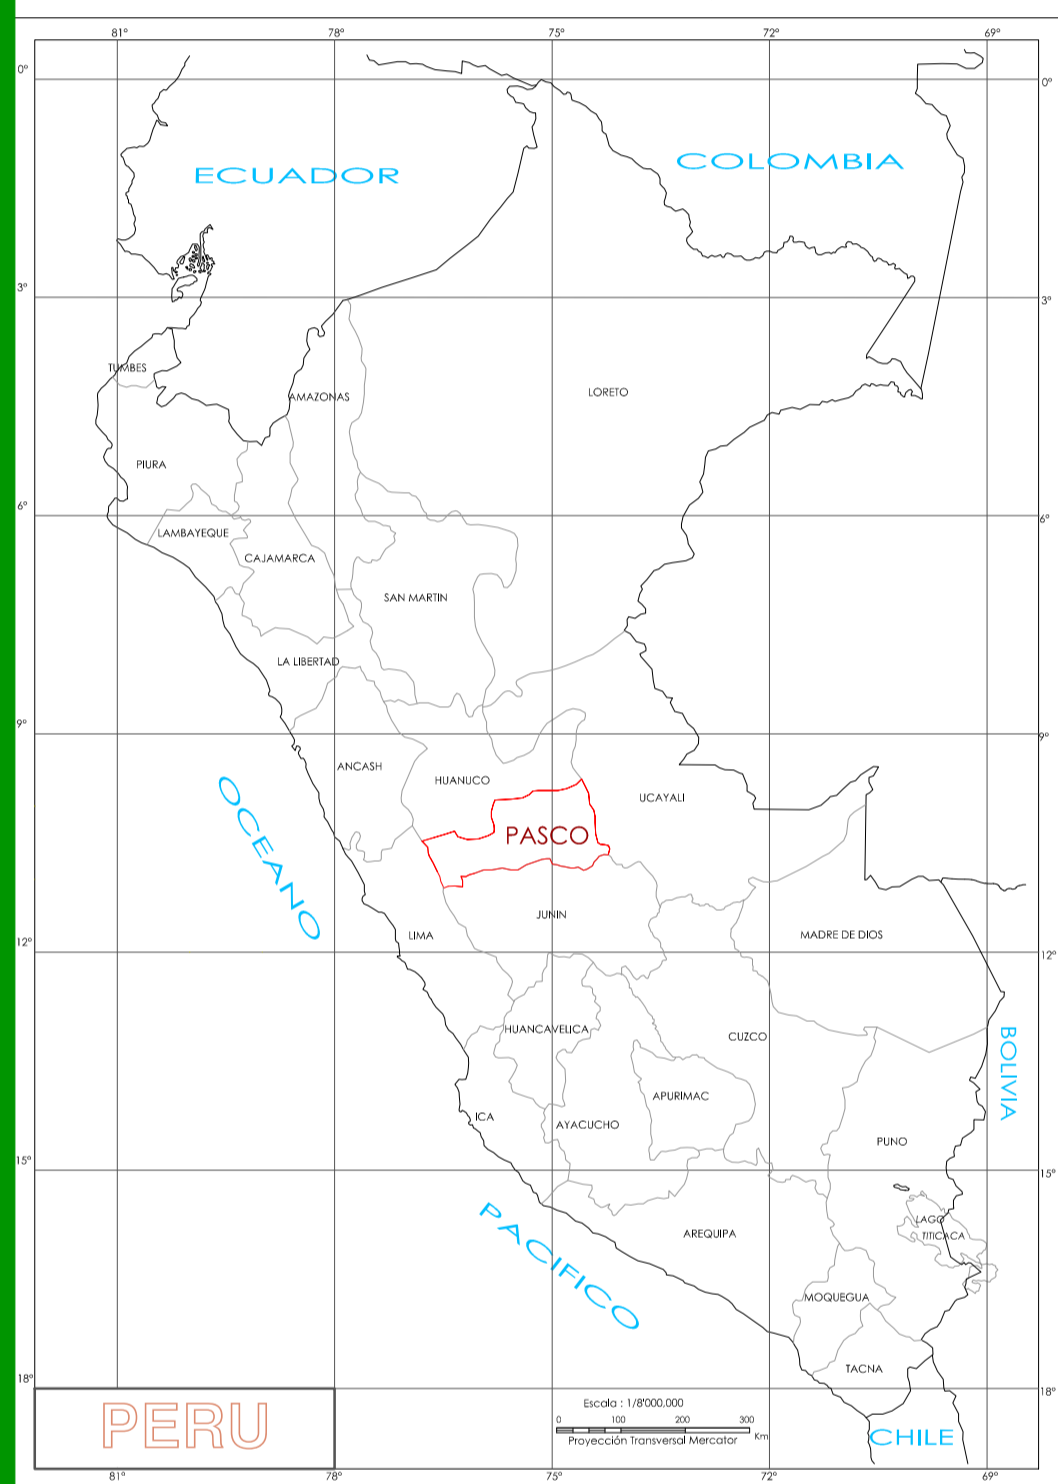 81° 78° 75° 72° 69°
0° 0°
COLOMBIA
ECUADOR
3° 3°
TUMBES
LORETO
AMAZONAS
PIURA
6° 6°
LAMBAYEQUE
CAJAMARCA
SAN MARTIN
LA LIBERTAD
9° 9°
ANCASH
HUANUCO
UCAYALI
PASCO
OCEANO
JUNIN
LIMA
MADRE DE DIOS
12° 12°
HUANCAVELICA
CUZCO
BOLIVIA
APURIMAC
ICA
AYACUCHO
PUNO
15° 15°
LAGO
TITICACA
AREQUIPA
PACIFICO
MOQUEGUA
TACNA
18° 18°
PERU
Escala : 1/8'000,000
0 100 200 300
Km
Proyección Transversal Mercator
CHILE
81° 78° 75° 72° 69°